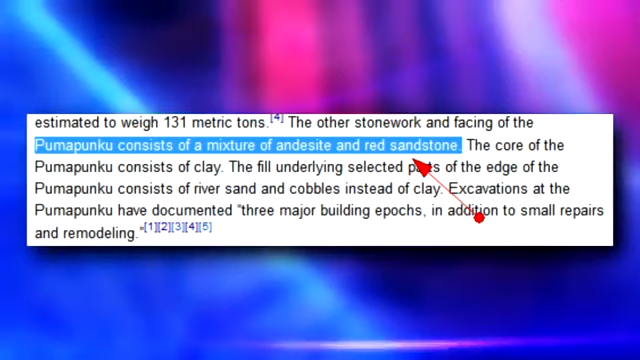 estimated to weigh 131 metric tons.[4] The other stonework and facing of the
Pumapunku consists of a mixture of andesite and red sandstone. The core of the
Pumapunku consists of clay. The fill underlying selected parts of the edge of the
Pumapunku consists of river sand and cobbles instead of clay. Excavations at the
Pumapunku have documented "three major building epochs, in addition to small repairs
and remodeling."[1][2][3][4][5]